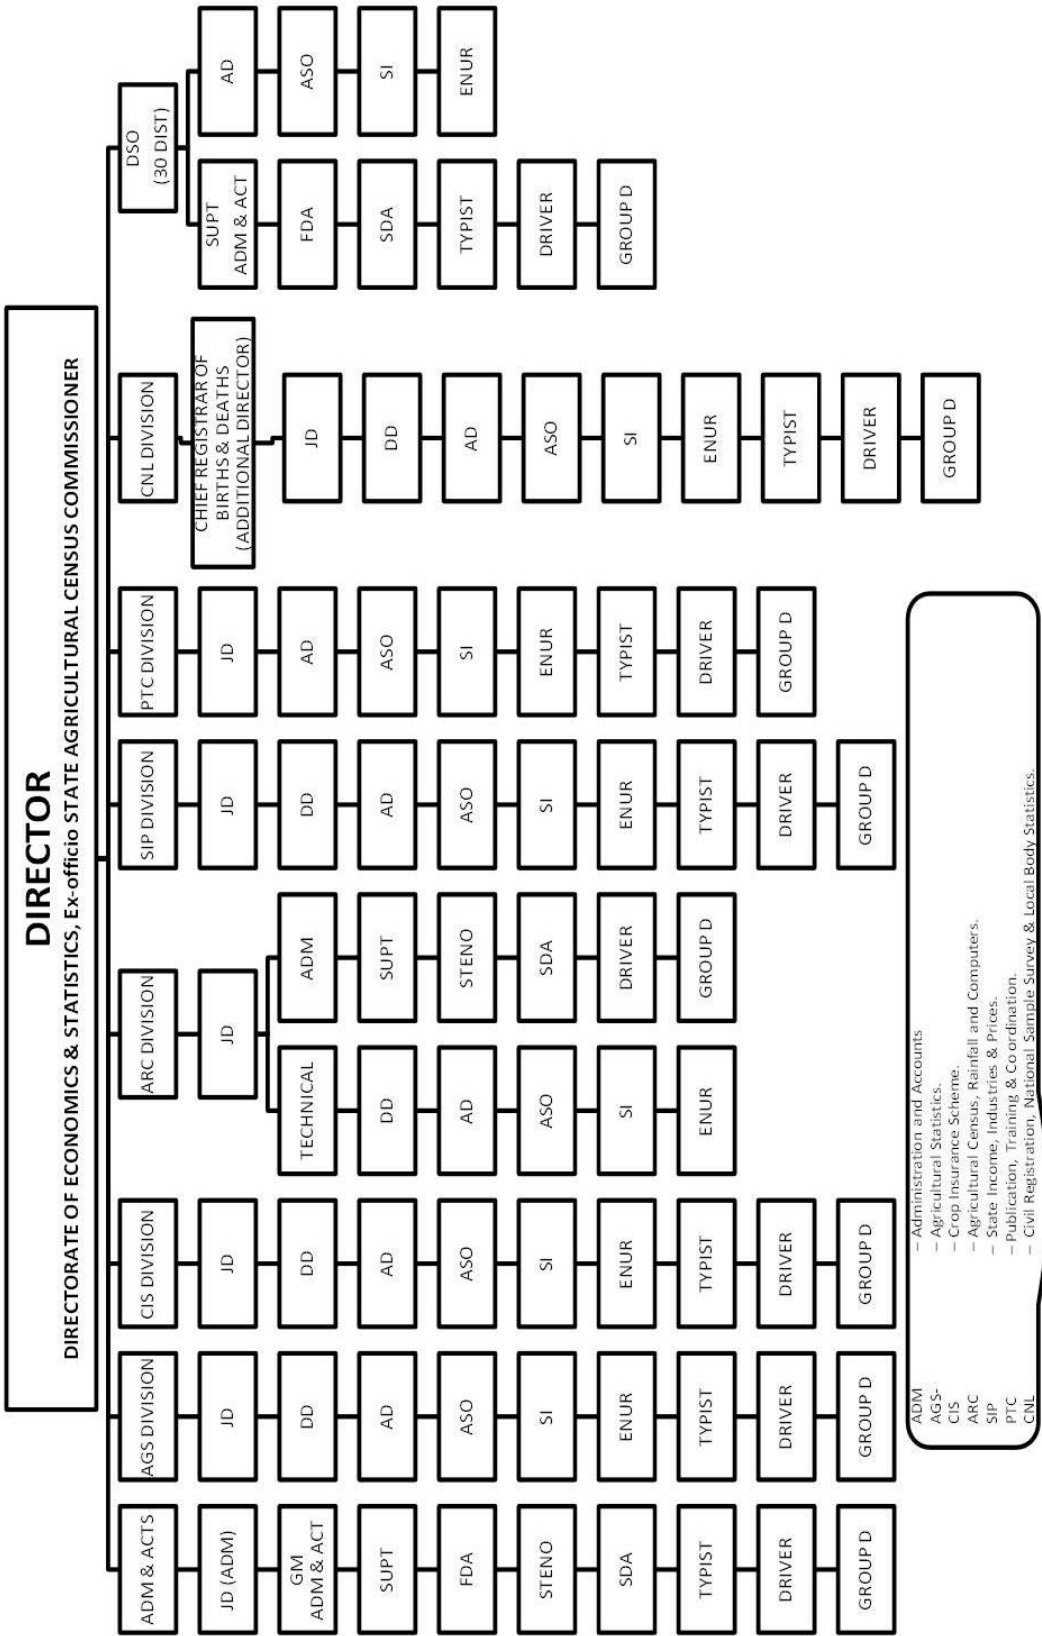 DIRECTOR
DIRECTORATE OF ECONOMICS & STATISTICS, Ex-officio STATE AGRICULTURAL CENSUS COMMISSIONER
ADM & ACTS
JD (ADM)
GM
ADM & ACT
SUPT
FDA
STENO
SDA
TYPIST
DRIVER
GROUP D
AGS DIVISION
JD
DD
AD
ASO
SI
ENUR
TYPIST
DRIVER
GROUP D
CIS DIVISION
JD
DD
AD
ASO
SI
ENUR
TYPIST
DRIVER
GROUP D
ARC DIVISION
JD
TECHNICAL
DD
AD
ASO
SI
ENUR
ADM
SUPT
STENO
SDA
DRIVER
GROUP D
SIP DIVISION
JD
DD
AD
ASO
SI
ENUR
TYPIST
DRIVER
GROUP D
PTC DIVISION
JD
AD
ASO
SI
ENUR
TYPIST
DRIVER
GROUP D
CNL DIVISION
CHIEF REGISTRAR OF
BIRTHS & DEATHS
(ADDITIONAL DIRECTOR)
JD
DD
AD
ASO
SI
ENUR
TYPIST
DRIVER
GROUP D
DSO
(30 DIST)
SUPT
ADM & ACT
FDA
SDA
TYPIST
DRIVER
GROUP D
AD
ASO
SI
ENUR
ADM – Administration and Accounts
AGS- – Agricultural Statistics.
CIS – Crop Insurance Scheme.
ARC – Agricultural Census, Rainfall and Computers.
SIP – State Income, Industries & Prices.
PTC – Publication, Training & Co ordination.
CNL – Civil Registration, National Sample Survey & Local Body Statistics.